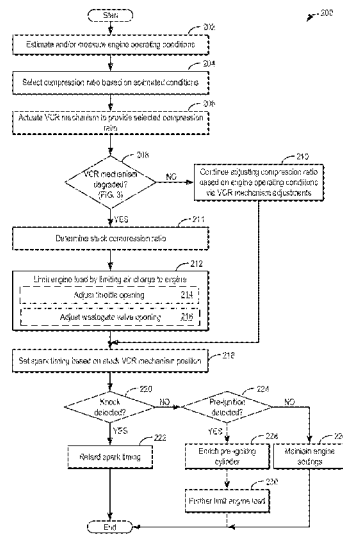 Start
200
202
Estimate and/or measure engine operating conditions
204
Select compression ratio based on estimated conditions
206
Actuate VCR mechanism to provide selected compression
ratio
208
VCR mechanism
degraded?
(FIG. 3)
NO
YES
210
Continue adjusting compression ratio
based on engine operating conditions
via VCR mechanism adjustments
211
Determine stuck compression ratio
212
Limit engine load by limiting air charge to engine
Adjust throttle opening 214
Adjust wastegate valve opening 216
218
Set spark timing based on stuck VCR mechanism position
220
Knock
detected?
NO
YES
224
Pre-ignition
detected?
NO
YES
222
Retard spark timing
Enrich pre-igniting
cylinder
Maintain engine
settings
Further limit engine load
End